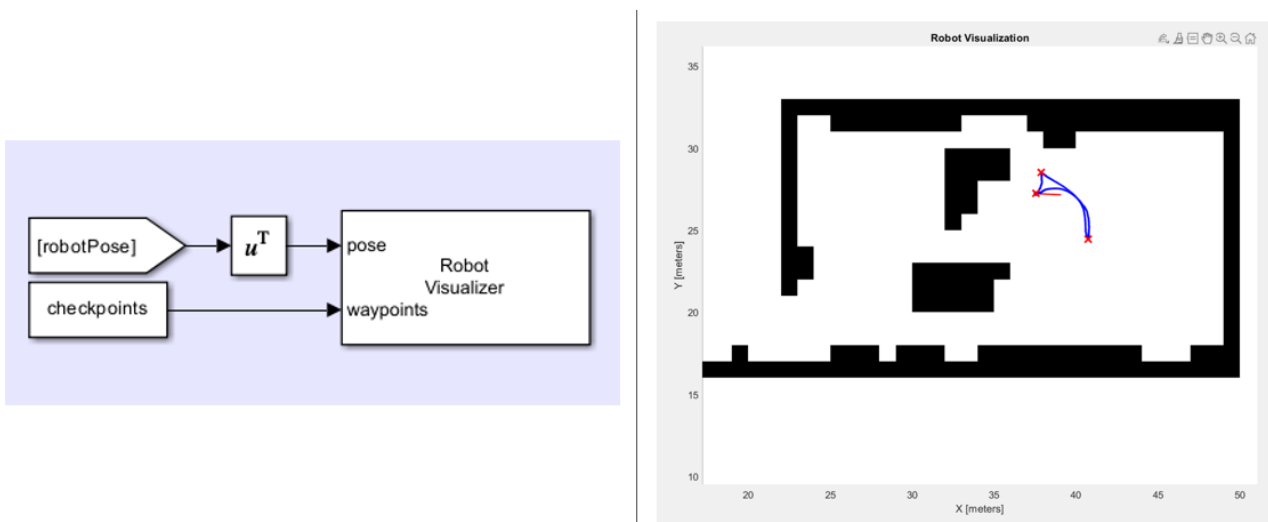 [robotPose]
u^T
pose
Robot
Visualizer
checkpoints
waypoints
Robot Visualization
35
30
25
20
15
10
Y [meters]
20 25 30 35 40 45 50
X [meters]